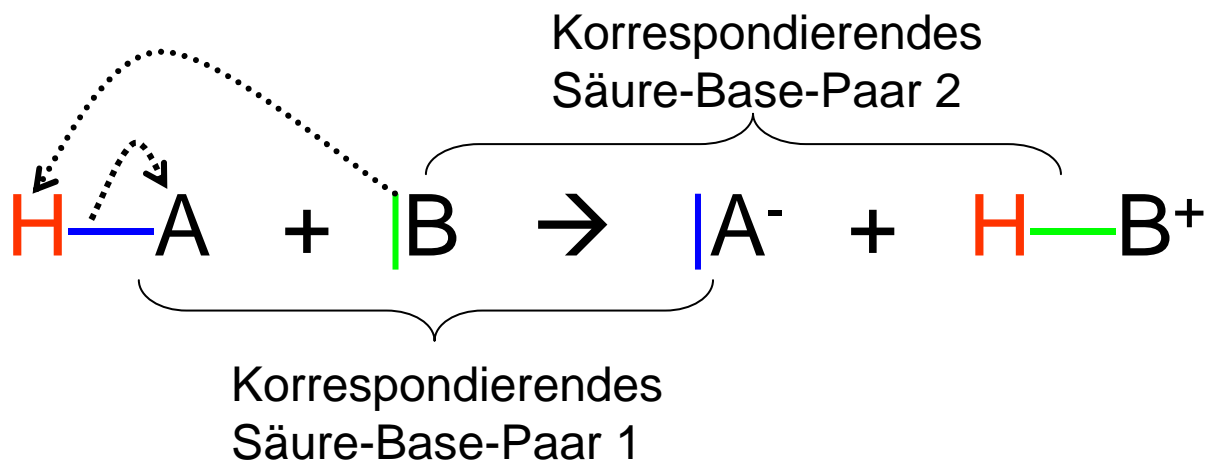 Korrespondierendes
Säure-Base-Paar 2
H—A + |B → |A⁻ + H—B⁺
Korrespondierendes
Säure-Base-Paar 1